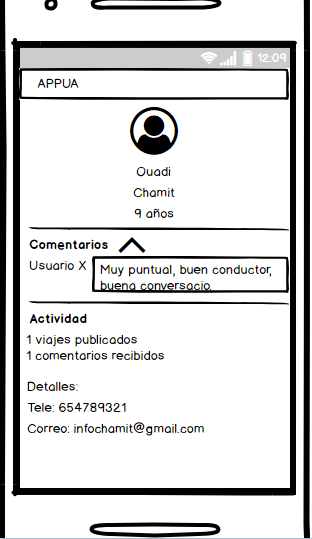 12:09
APPUA
Ouadi
Chamit
9 años
Comentarios
Usuario X
Muy puntual, buen conductor,
buena conversacio.
Actividad
1 viajes publicados
1 comentarios recibidos
Detalles:
Tele: 654789321
Correo: infochamit@gmail.com